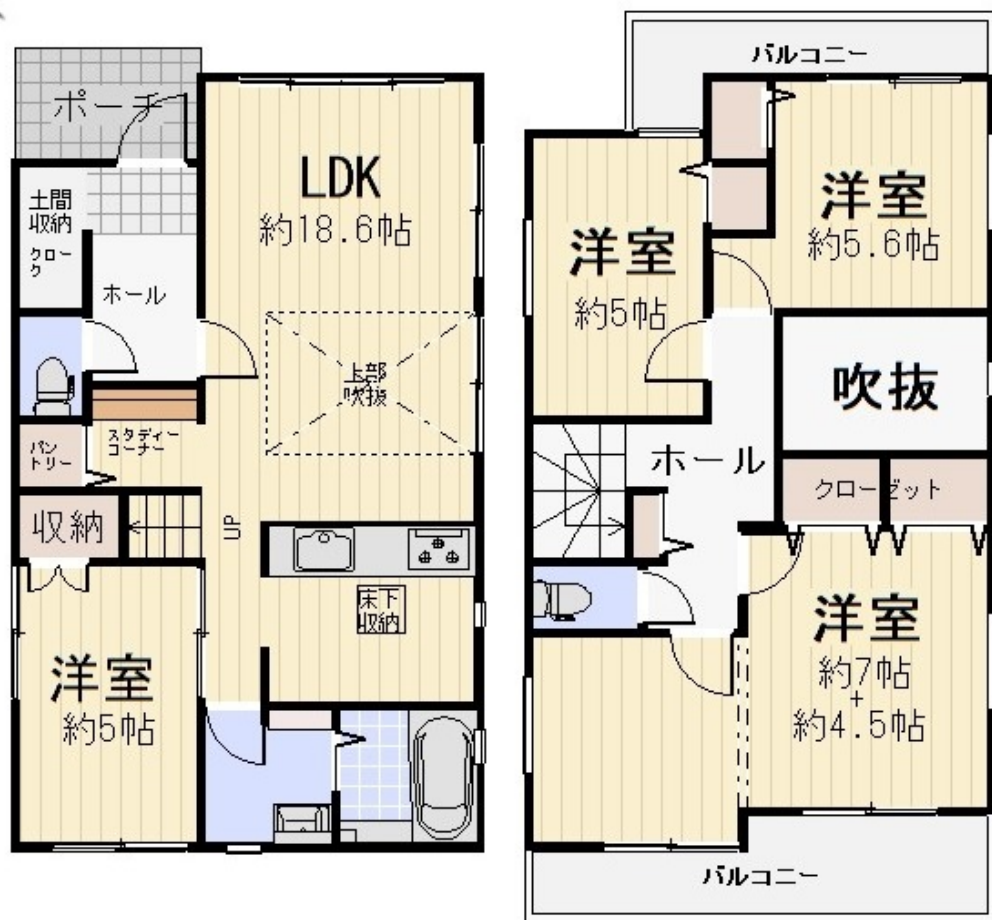 ポーチ
LDK
約18.6帖
土間
収納
クロー
ク
ホール
上部
吹抜
スタディー
コーナー
パン
トリー
収納
UP
床下
収納
洋室
約5帖
バルコニー
洋室
約5.6帖
洋室
約5帖
吹抜
ホール
クローゼット
洋室
約7帖
+
約4.5帖
バルコニー